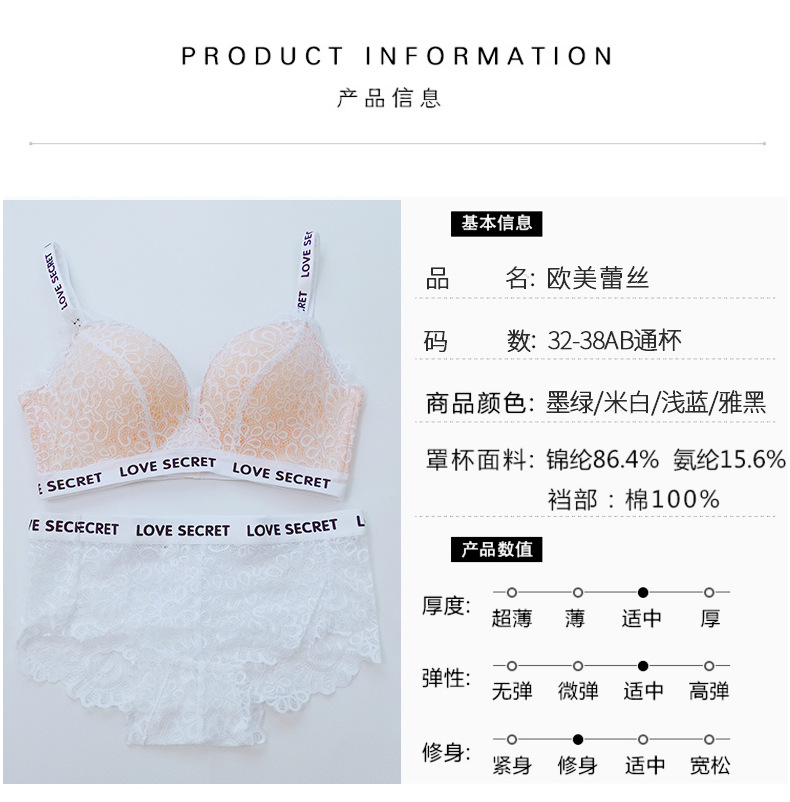 PRODUCT INFORMATION
产品信息
基本信息
品 名: 欧美蕾丝
码 数: 32-38AB通杯
商品颜色: 墨绿/米白/浅蓝/雅黑
罩杯面料: 锦纶86.4% 氨纶15.6%
裆部：棉100%
产品数值
厚度:
超薄 薄 适中 厚
弹性:
无弹 微弹 适中 高弹
修身:
紧身 修身 适中 宽松
LOVE SECRET
LOVE SE
CRET
E SECRET LOVE SECRET LOVE SECRET
VE SECRET LOVE SECRET LOVE SECRET L